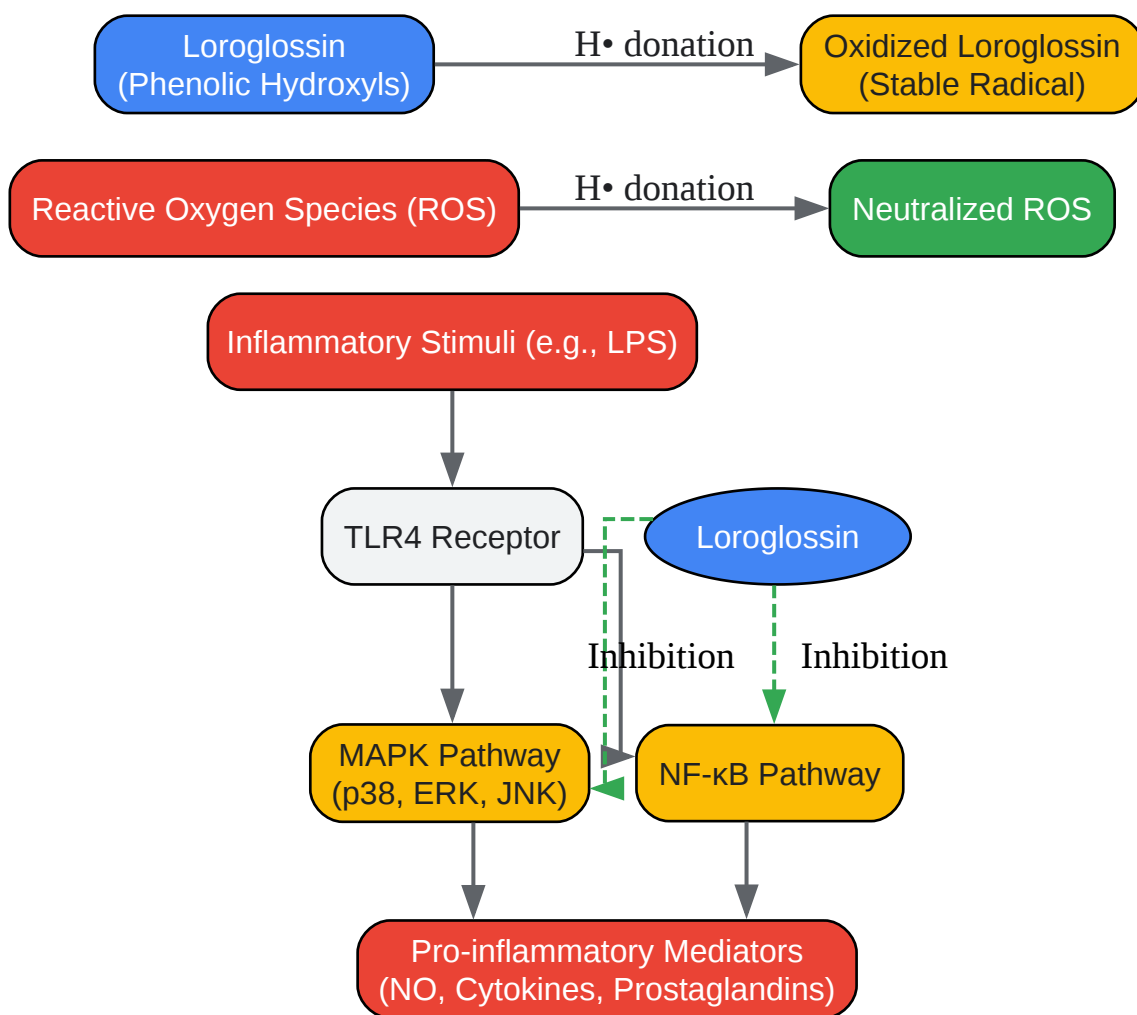 Loroglossin
(Phenolic Hydroxyls)
H• donation
Oxidized Loroglossin
(Stable Radical)
Reactive Oxygen Species (ROS)
H• donation
Neutralized ROS
Inflammatory Stimuli (e.g., LPS)
TLR4 Receptor
Loroglossin
Inhibition
Inhibition
MAPK Pathway
(p38, ERK, JNK)
NF-κB Pathway
Pro-inflammatory Mediators
(NO, Cytokines, Prostaglandins)